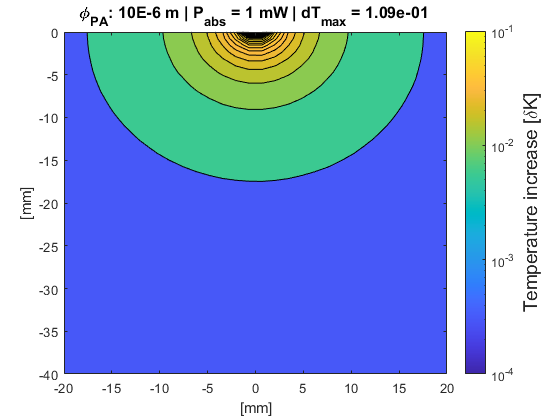 ϕPA: 10E-6 m | Pabs = 1 mW | dTmax = 1.09e-01
0
-5
-10
-15
-20
-25
-30
-35
-40
[mm]
-20 -15 -10 -5 0 5 10 15 20
[mm]
10-1
10-2
10-3
10-4
Temperature increase [δK]